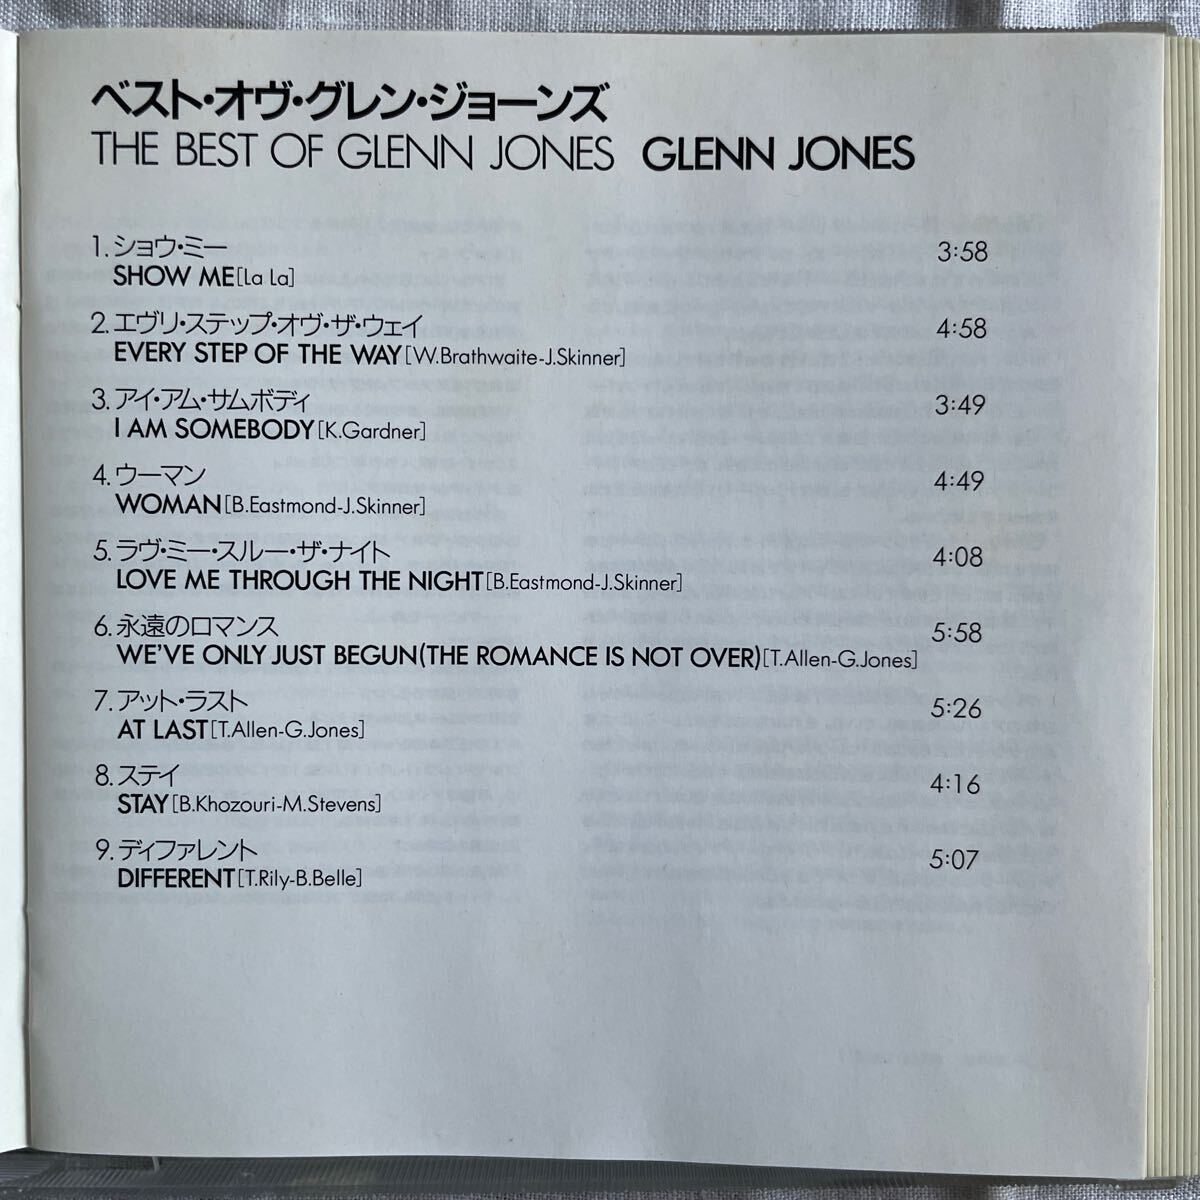 ベスト・オヴ・グレン・ジョーンズ
THE BEST OF GLENN JONES GLENN JONES
1. ショウ・ミー 3:58
SHOW ME[La La]
2. エヴリ・ステップ・オヴ・ザ・ウェイ 4:58
EVERY STEP OF THE WAY[W.Brathwaite-J.Skinner]
3. アイ・アム・サムボディ 3:49
I AM SOMEBODY[K.Gardner]
4. ウーマン 4:49
WOMAN[B.Eastmond-J.Skinner]
5. ラヴ・ミー・スルー・ザ・ナイト 4:08
LOVE ME THROUGH THE NIGHT[B.Eastmond-J.Skinner]
6. 永遠のロマンス 5:58
WE'VE ONLY JUST BEGUN(THE ROMANCE IS NOT OVER)[T.Allen-G.Jones]
7. アット・ラスト 5:26
AT LAST[T.Allen-G.Jones]
8. ステイ 4:16
STAY[B.Khozouri-M.Stevens]
9. ディファレント 5:07
DIFFERENT[T.Rily-B.Belle]